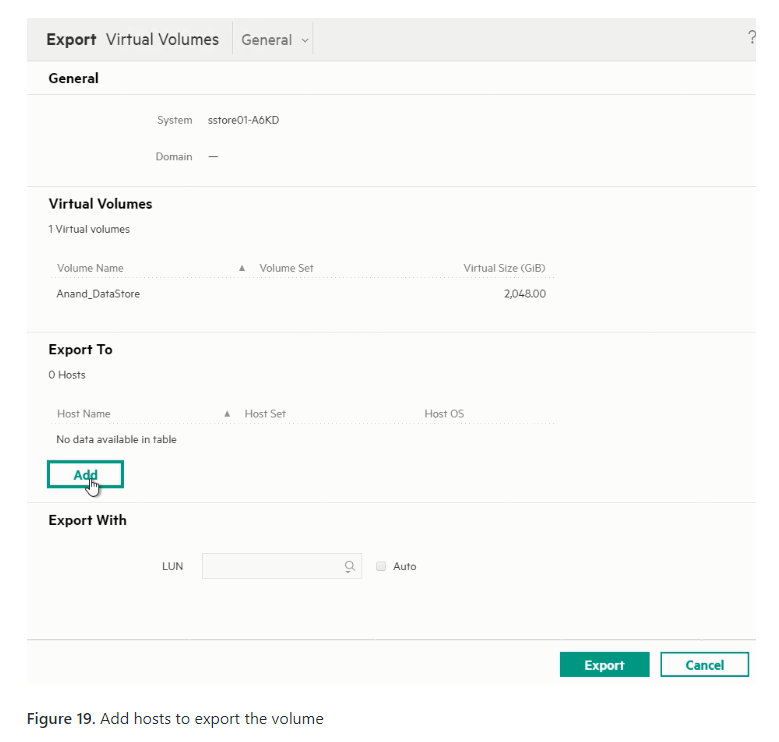 Export Virtual Volumes General ?
General
System sstore01-A6KD
Domain —
Virtual Volumes
1 Virtual volumes
Volume Name ▲ Volume Set Virtual Size (GiB)
Anand_DataStore 2,048.00
Export To
0 Hosts
Host Name ▲ Host Set Host OS
No data available in table
Add
Export With
LUN Auto
Export Cancel
Figure 19. Add hosts to export the volume